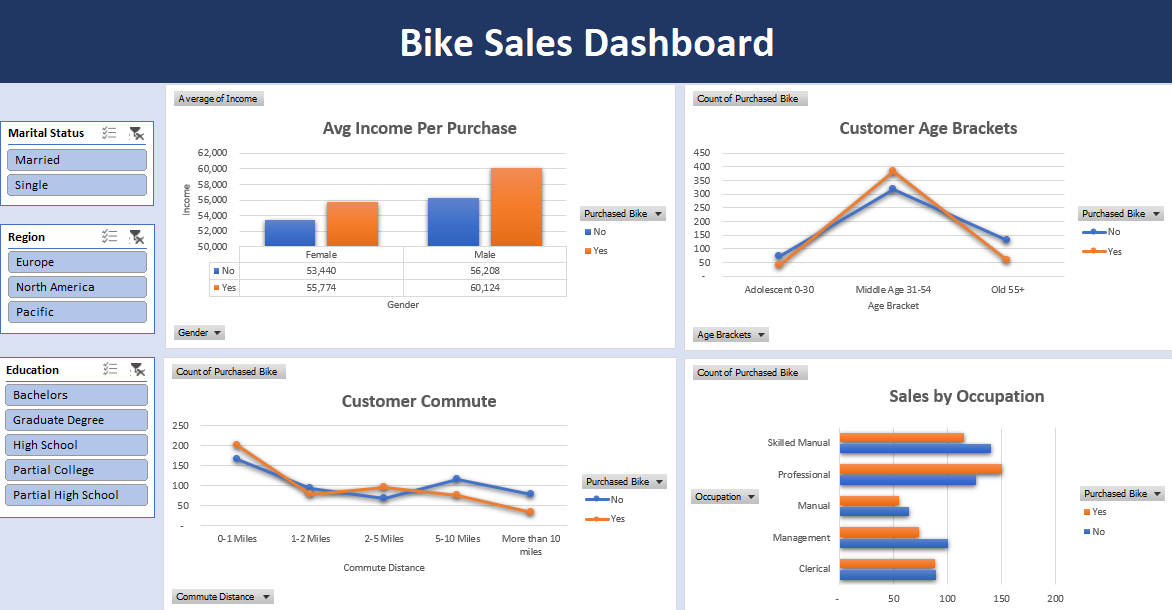 Bike Sales Dashboard
Marital Status
Married
Single
Region
Europe
North America
Pacific
Education
Bachelors
Graduate Degree
High School
Partial College
Partial High School
Average of Income
Avg Income Per Purchase
62,000
60,000
58,000
56,000
54,000
52,000
50,000
Income
Female Male
No 53,440 56,208
Yes 55,774 60,124
Gender
Purchased Bike
No
Yes
Gender
Count of Purchased Bike
Customer Age Brackets
450
400
350
300
250
200
150
100
50
-
Adolescent 0-30 Middle Age 31-54 Old 55+
Age Bracket
Purchased Bike
No
Yes
Age Brackets
Count of Purchased Bike
Customer Commute
250
200
150
100
50
-
0-1 Miles 1-2 Miles 2-5 Miles 5-10 Miles More than 10
miles
Commute Distance
Purchased Bike
No
Yes
Commute Distance
Count of Purchased Bike
Sales by Occupation
Occupation
Skilled Manual
Professional
Manual
Management
Clerical
- 50 100 150 200
Purchased Bike
Yes
No